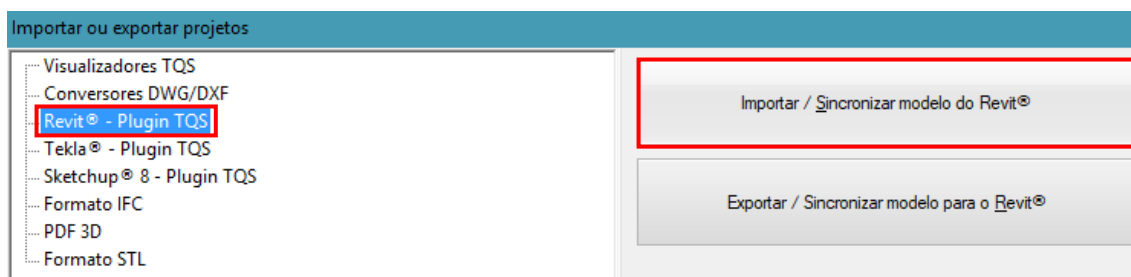 Importar ou exportar projetos
Visualizadores TQS
Conversores DWG/DXF
Revit® - Plugin TQS
Tekla® - Plugin TQS
Sketchup® 8 - Plugin TQS
Formato IFC
PDF 3D
Formato STL
Importar / Sincronizar modelo do Revit®
Exportar / Sincronizar modelo para o Revit®